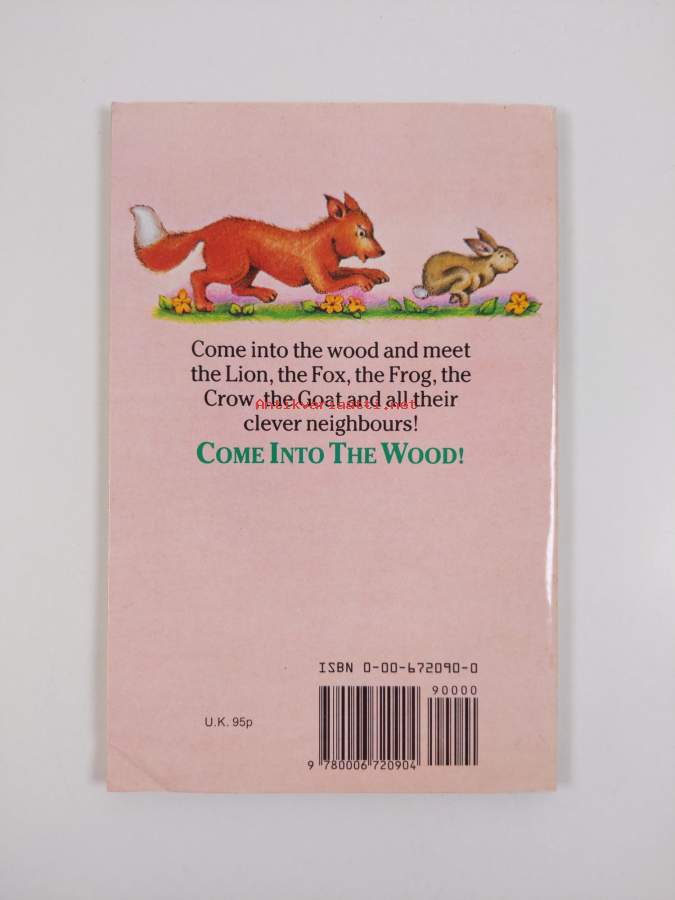 Come into the wood and meet
the Lion, the Fox, the Frog, the
Crow, the Goat and all their
Antikvariaatti.net
clever neighbours!
COME INTO THE WOOD!
ISBN 0-00-672090-0
90000
U.K. 95p
9 780006 720904